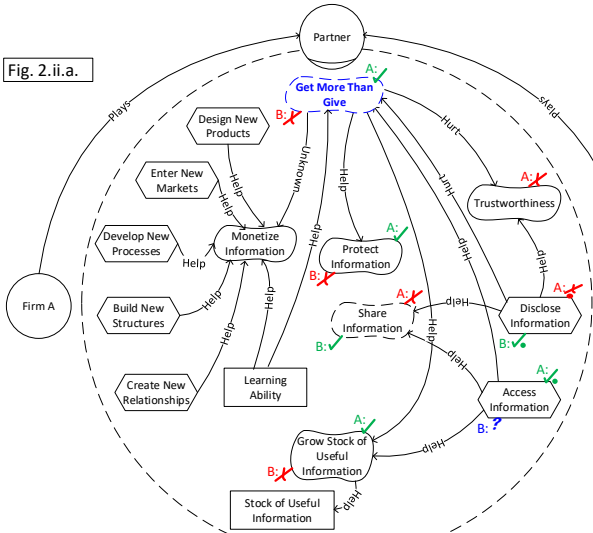 Partner
Fig. 2.ii.a.
A:
Get More Than
Give
B:
Plays
Plays
Design New
Products
Help
Unknown
Hurt
Enter New
Markets
Help
Help
Hurt
A:
Trustworthiness
Develop New
Processes
Help
Monetize
Information
Help
A:
Protect
Information
B:
Help
Help
Firm A
Build New
Structures
Help
Help
Help
A:
Share
Information
B:
Help
Help
A:
Disclose
Information
B:
Help
Create New
Relationships
Learning
Ability
A:
Access
Information
B: ?
A:
Grow Stock of
Useful
Information
B:
Help
Help
Stock of Useful
Information